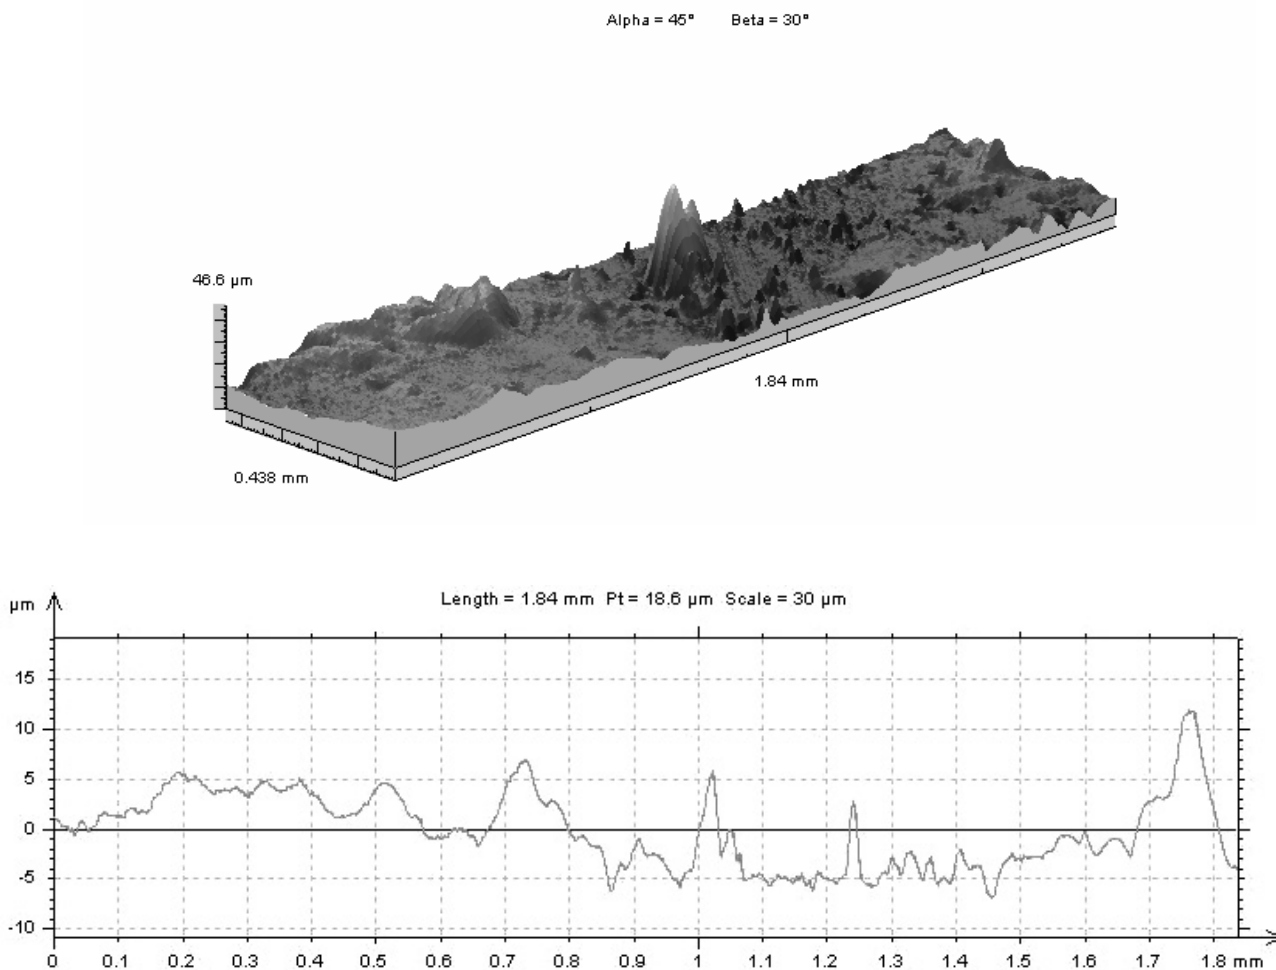 Alpha = 45° Beta = 30°
46.6 µm
1.84 mm
0.438 mm
µm Length = 1.84 mm Pt = 18.6 µm Scale = 30 µm
15
10
5
0
-5
-10
0 0.1 0.2 0.3 0.4 0.5 0.6 0.7 0.8 0.9 1 1.1 1.2 1.3 1.4 1.5 1.6 1.7 1.8 mm